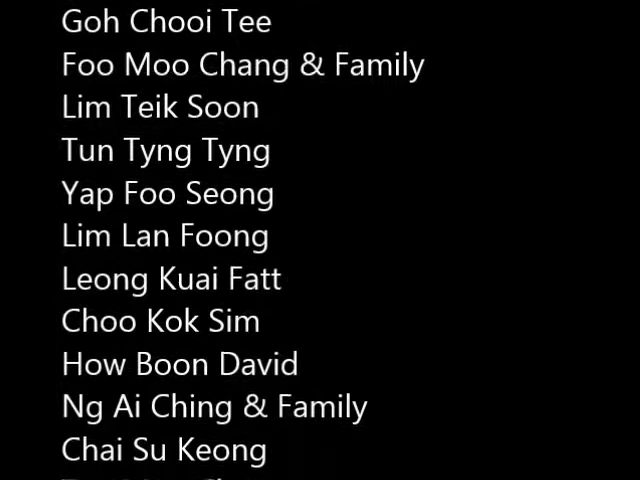 Goh Chooi Tee
Foo Moo Chang & Family
Lim Teik Soon
Tun Tyng Tyng
Yap Foo Seong
Lim Lan Foong
Leong Kuai Fatt
Choo Kok Sim
How Boon David
Ng Ai Ching & Family
Chai Su Keong